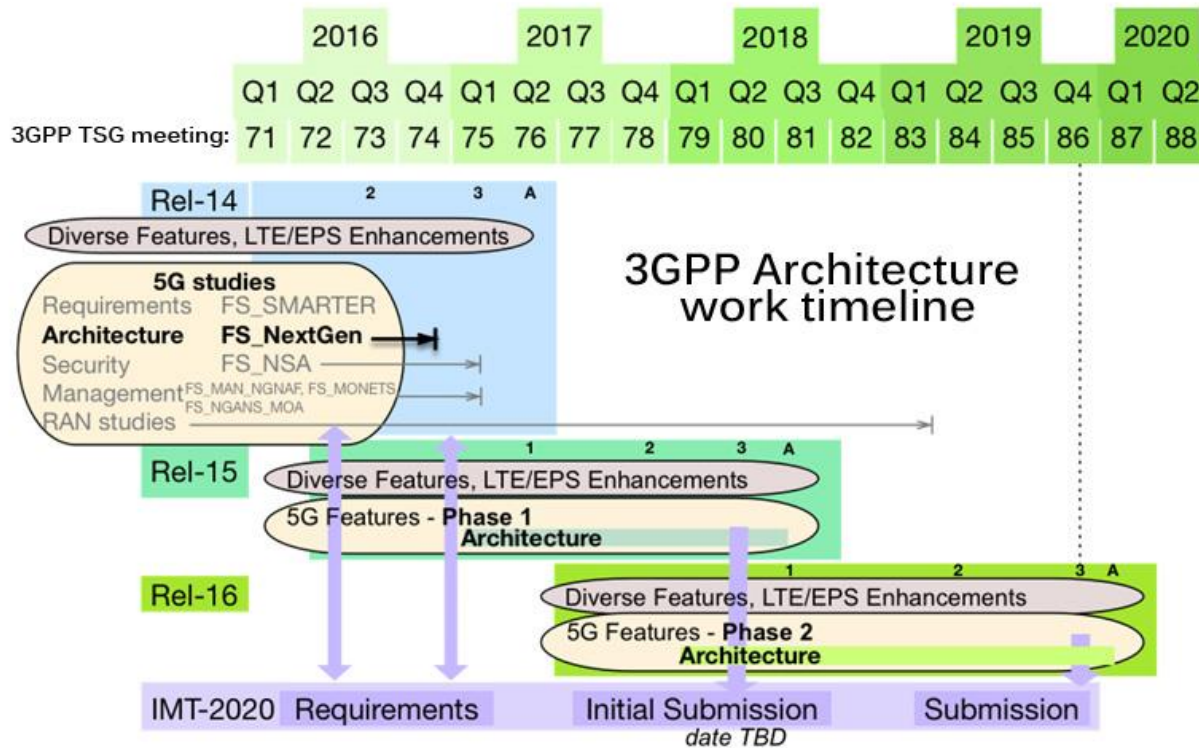 2016 2017 2018 2019 2020
Q1 Q2 Q3 Q4 Q1 Q2 Q3 Q4 Q1 Q2 Q3 Q4 Q1 Q2 Q3 Q4 Q1 Q2
3GPP TSG meeting: 71 72 73 74 75 76 77 78 79 80 81 82 83 84 85 86 87 88
Rel-14 2 3 A
Diverse Features, LTE/EPS Enhancements
3GPP Architecture
work timeline
5G studies
Requirements FS_SMARTER
Architecture FS_NextGen
Security FS_NSA
Management FS_MAN_NGNAF, FS_MONETS
FS_NGANS_MOA
RAN studies
Rel-15 1 2 3 A
Diverse Features, LTE/EPS Enhancements
5G Features - Phase 1
Architecture
Rel-16 1 2 3 A
Diverse Features, LTE/EPS Enhancements
5G Features - Phase 2
Architecture
IMT-2020 Requirements Initial Submission Submission
date TBD